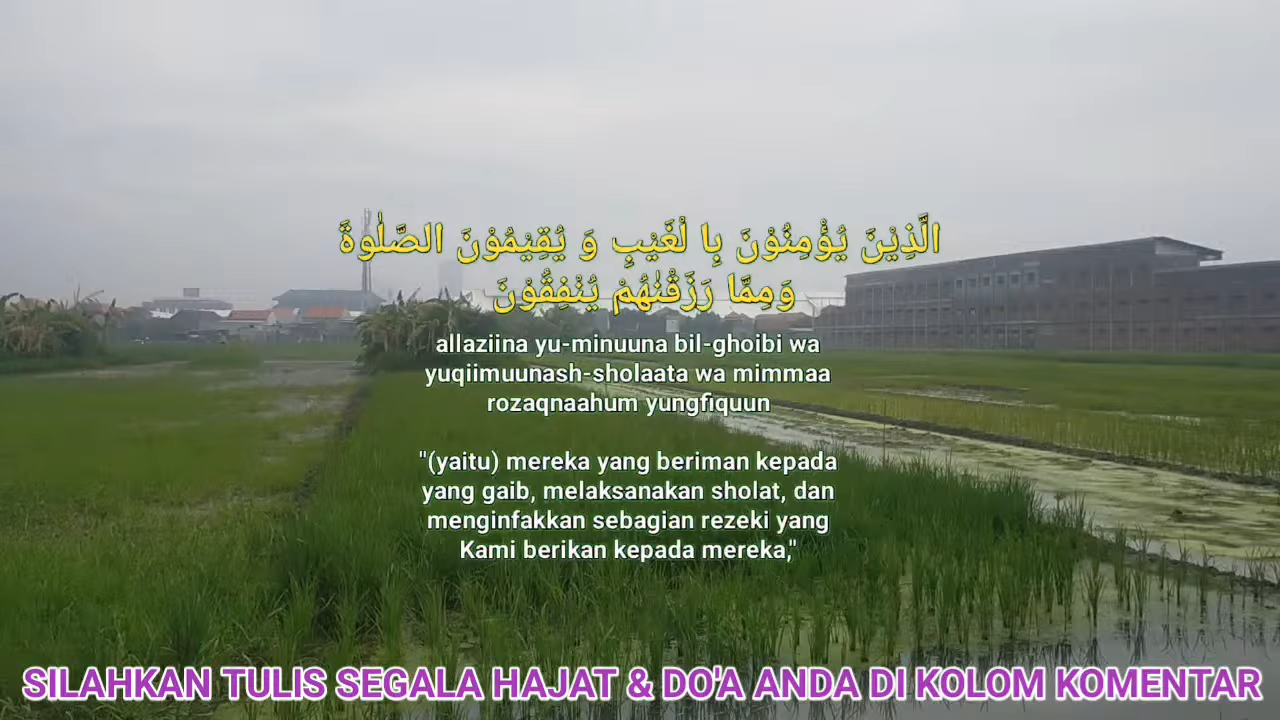 الَّذِيْنَ يُؤْمِنُوْنَ بِا لْغَيْبِ وَ يُقِيْمُوْنَ الصَّلٰوةَ
وَمِمَّا رَزَقْنٰهُمْ يُنْفِقُوْنَ
allaziina yu-minuuna bil-ghoibi wa
yuqiimuunash-sholaata wa mimmaa
rozaqnaahum yungfiquun
"(yaitu) mereka yang beriman kepada
yang gaib, melaksanakan sholat, dan
menginfakkan sebagian rezeki yang
Kami berikan kepada mereka,"
SILAHKAN TULIS SEGALA HAJAT & DO'A ANDA DI KOLOM KOMENTAR